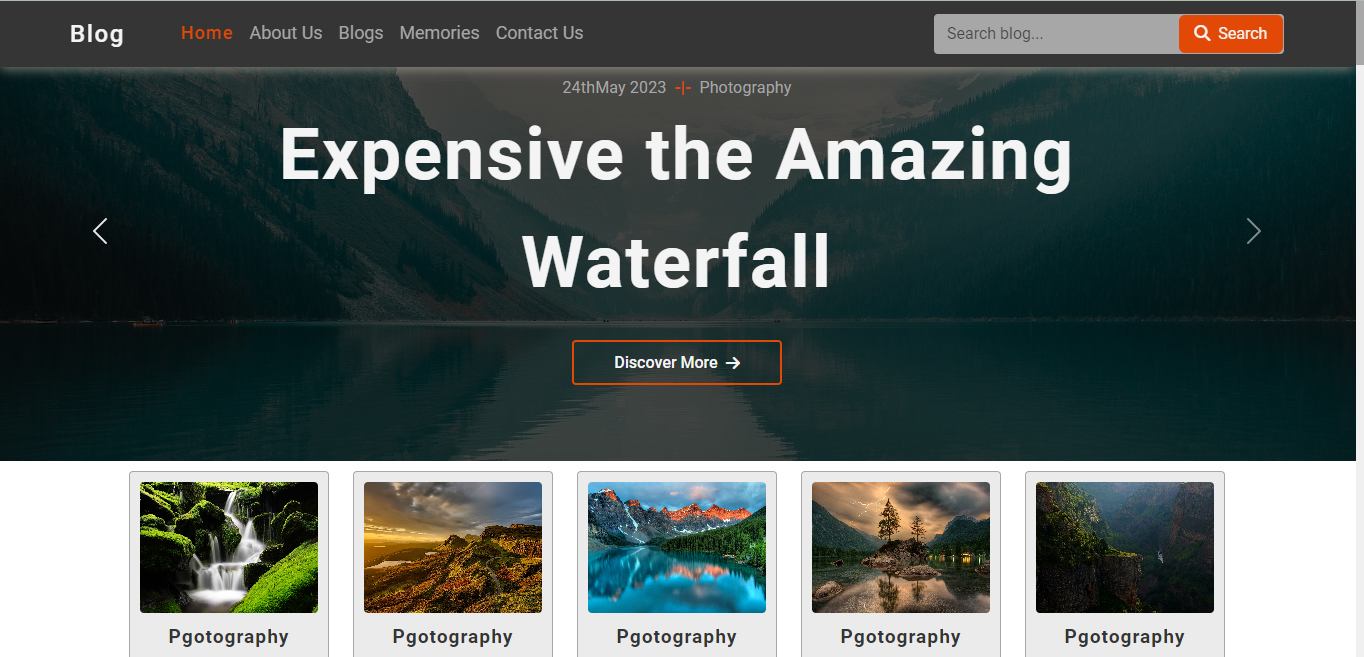 Blog
Home About Us Blogs Memories Contact Us
Search blog... Search
24thMay 2023 -|- Photography
Expensive the Amazing
Waterfall
Discover More
Pgotography Pgotography Pgotography Pgotography Pgotography